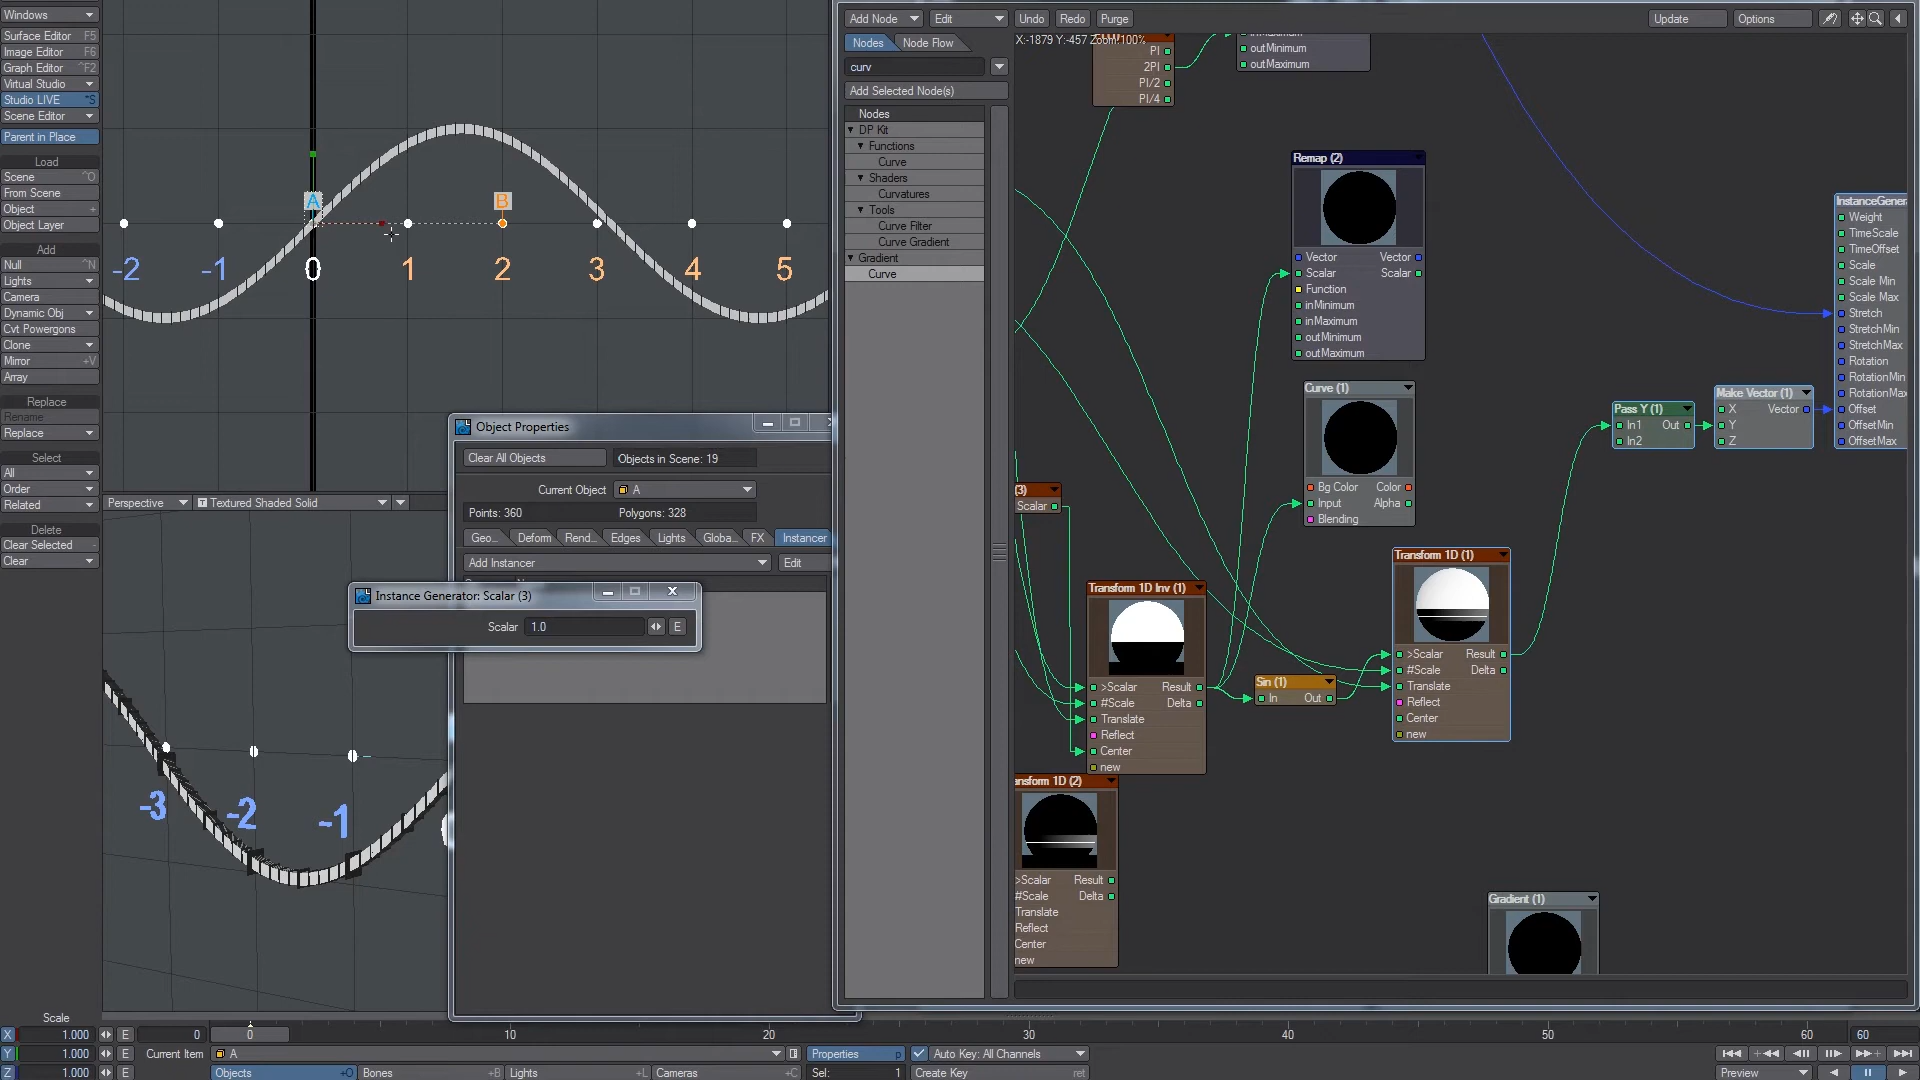 Windows
Surface Editor F5
Image Editor F6
Graph Editor ^F2
Virtual Studio
Studio LIVE ^S
Scene Editor
Parent in Place
Load
Scene ^O
From Scene
Object +
Object Layer
Add
Null ^N
Lights
Camera
Dynamic Obj
Cvt Powergons
Clone
Mirror +V
Array
Replace
Rename
Replace
Select
All
Order
Related
Delete
Clear Selected -
Clear
A
B
-2 -1 0 1 2 3 4 5
Perspective
Textured Shaded Solid
-3 -2 -1
Object Properties
Clear All Objects
Objects in Scene: 19
Current Object
A
Points: 360
Polygons: 328
Geo...
Deform
Rend...
Edges
Lights
Globa...
FX
Instancer
Add Instancer
Edit
Instance Generator: Scalar (3)
X
Scalar
1.0
E
Add Node
Edit
Undo
Redo
Purge
Update
Options
Nodes
Node Flow
X:-1879 Y:-457 Zoom:100%
curv
Add Selected Node(s)
Nodes
DP Kit
Functions
Curve
Shaders
Curvatures
Tools
Curve Filter
Curve Gradient
Gradient
Curve
PI
2PI
PI/2
PI/4
outMinimum
outMaximum
Remap (2)
Vector Vector
Scalar Scalar
Function
inMinimum
inMaximum
outMinimum
outMaximum
Curve (1)
Bg Color Color
Input Alpha
Blending
(3)
Scalar
Transform 1D Inv (1)
>Scalar Result
#Scale Delta
Translate
Reflect
Center
new
Sin (1)
In Out
Transform 1D (1)
>Scalar Result
#Scale Delta
Translate
Reflect
Center
new
ansform 1D (2)
>Scalar Result
#Scale Delta
Translate
Reflect
Center
new
Pass Y (1)
In1 Out
In2
Make Vector (1)
X Vector
Y
Z
InstanceGenera
Weight
TimeScale
TimeOffset
Scale
Scale Min
Scale Max
Stretch
StretchMin
StretchMax
Rotation
RotationMin
RotationMax
Offset
OffsetMin
OffsetMax
Gradient (1)
Scale
X 1.000 E 0
0 10 20 30 40 50 60 60
Y 1.000 E
Current Item
A
Properties p
Auto Key: All Channels
Z 1.000 E
Objects +O
Bones +B
Lights +L
Cameras +C
Sel: 1
Create Key ret
Preview